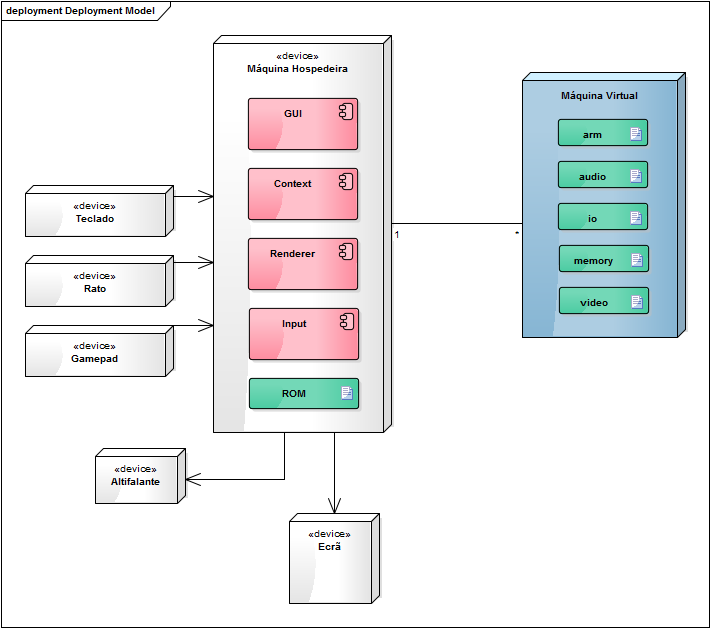 deployment Deployment Model
«device»
Máquina Hospedeira
GUI
Context
Renderer
Input
ROM
Máquina Virtual
arm
audio
io
memory
video
1
*
«device»
Teclado
«device»
Rato
«device»
Gamepad
«device»
Altifalante
«device»
Ecrã